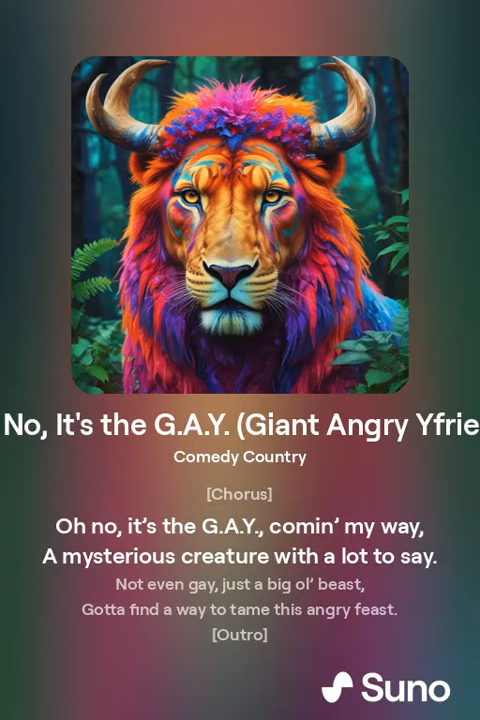 No, It's the G.A.Y. (Giant Angry Yfrie
Comedy Country
[Chorus]
Oh no, it’s the G.A.Y., comin’ my way,
A mysterious creature with a lot to say.
Not even gay, just a big ol’ beast,
Gotta find a way to tame this angry feast.
[Outro]
Suno